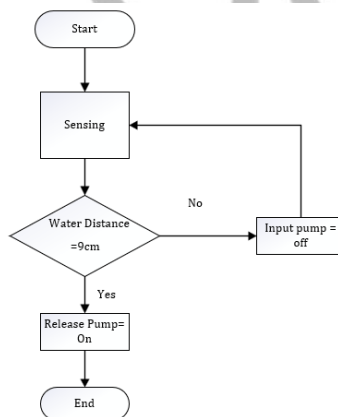 Start
Sensing
Water Distance
=9cm
No
Input pump =
off
Yes
Release Pump=
On
End